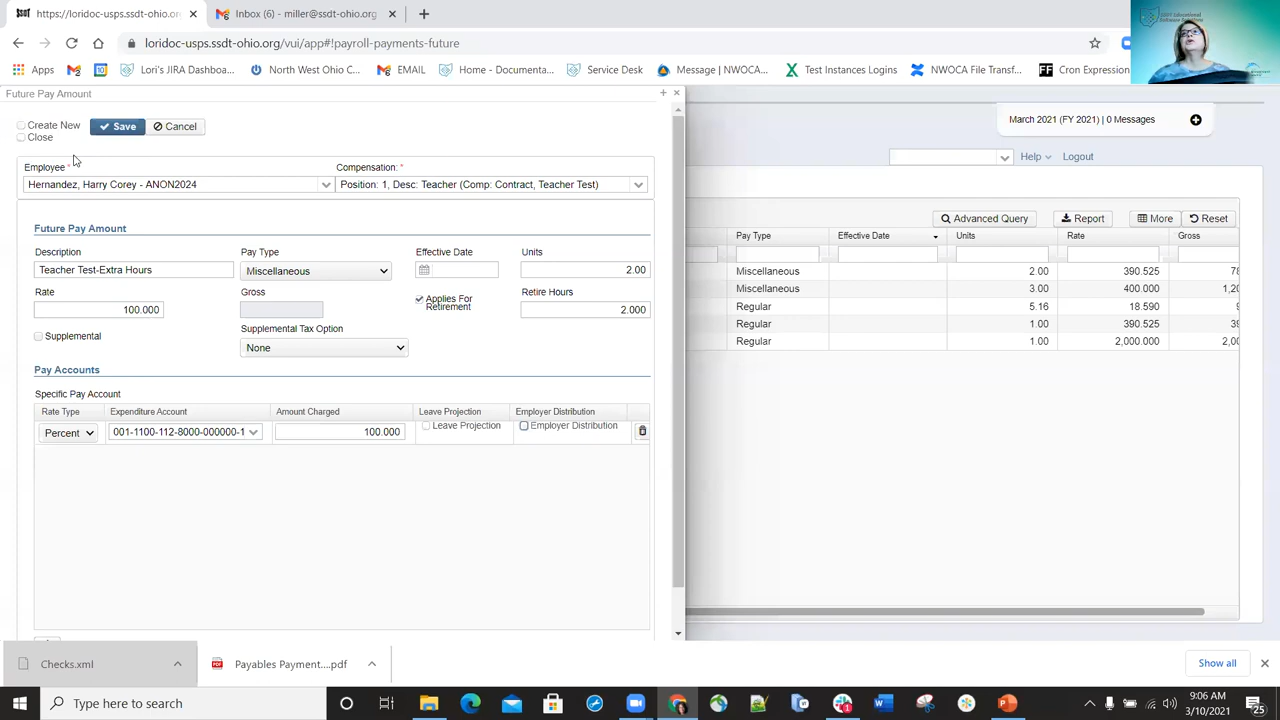 https://loridoc-usps.ssdt-ohio.org/
Inbox (6) - miller@ssdt-ohio.org
loridoc-usps.ssdt-ohio.org/vui/app#!payroll-payments-future
Apps
Lori's JIRA Dashboa...
North West Ohio C...
EMAIL
Home - Documenta...
Service Desk
Message | NWOCA...
Test Instances Logins
NWOCA File Transf...
Cron Expression
Future Pay Amount
March 2021 (FY 2021) | 0 Messages
Create New
Close
Save
Cancel
Help
Logout
Employee *
Compensation: *
Hernandez, Harry Corey - ANON2024
Position: 1, Desc: Teacher (Comp: Contract, Teacher Test)
Advanced Query
Report
More
Reset
Future Pay Amount
Pay Type
Effective Date
Units
Rate
Gross
Description
Pay Type
Effective Date
Units
Teacher Test-Extra Hours
Miscellaneous
2.00
Rate
Gross
Applies For Retirement
Retire Hours
100.000
2.000
Supplemental
Supplemental Tax Option
None
Miscellaneous 2.00 390.525 78
Miscellaneous 3.00 400.000 1,20
Regular 5.16 18.590 9
Regular 1.00 390.525 39
Regular 1.00 2,000.000 2,00
Pay Accounts
Specific Pay Account
Rate Type
Expenditure Account
Amount Charged
Leave Projection
Employer Distribution
Percent
001-1100-112-8000-000000-1
100.000
Leave Projection
Employer Distribution
Checks.xml
Payables Payment....pdf
Show all
Type here to search
9:06 AM
3/10/2021
25